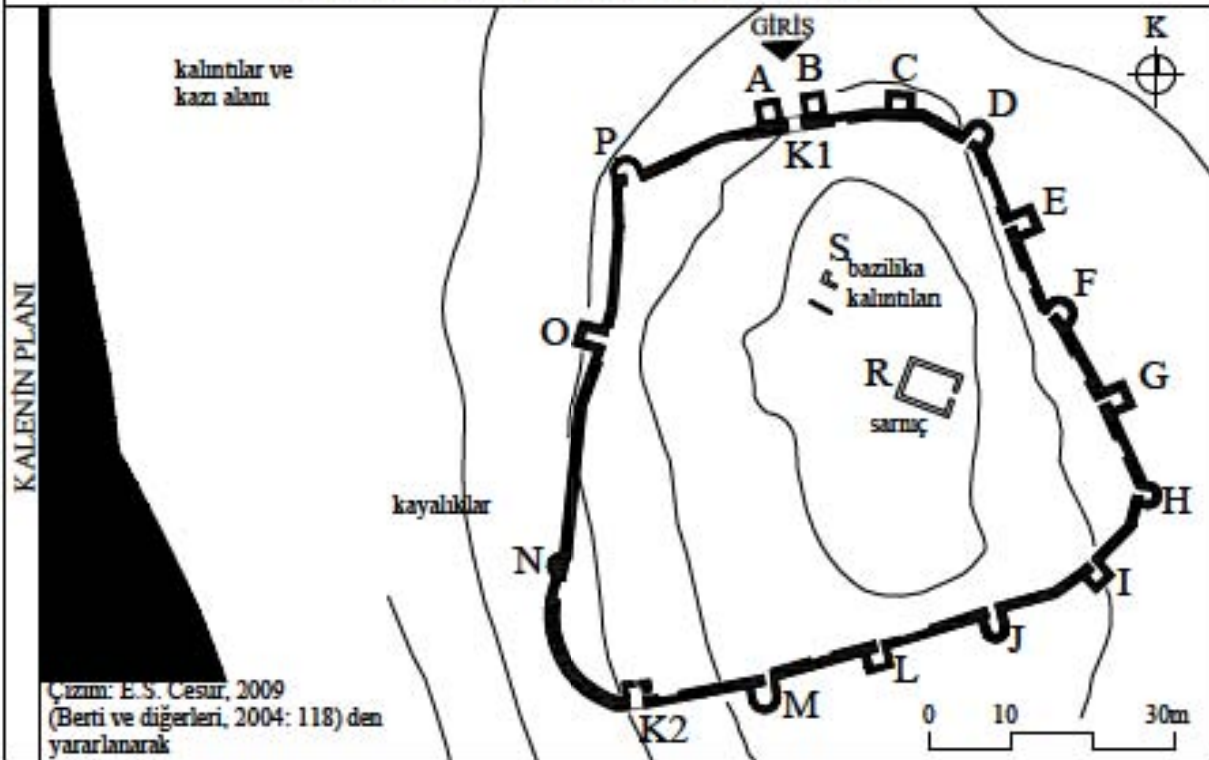 KALENİN PLANI
kalıntılar ve
kazı alanı
GİRİŞ
K
A
B
C
D
P
K1
E
S
bazilika
kalıntıları
F
O
R
G
sarnıç
kayalıklar
H
N
I
J
L
M
K2
Çizim: E.S. Cesur, 2009
(Berti ve diğerleri, 2004: 118) den
yararlanarak
0 10 30m